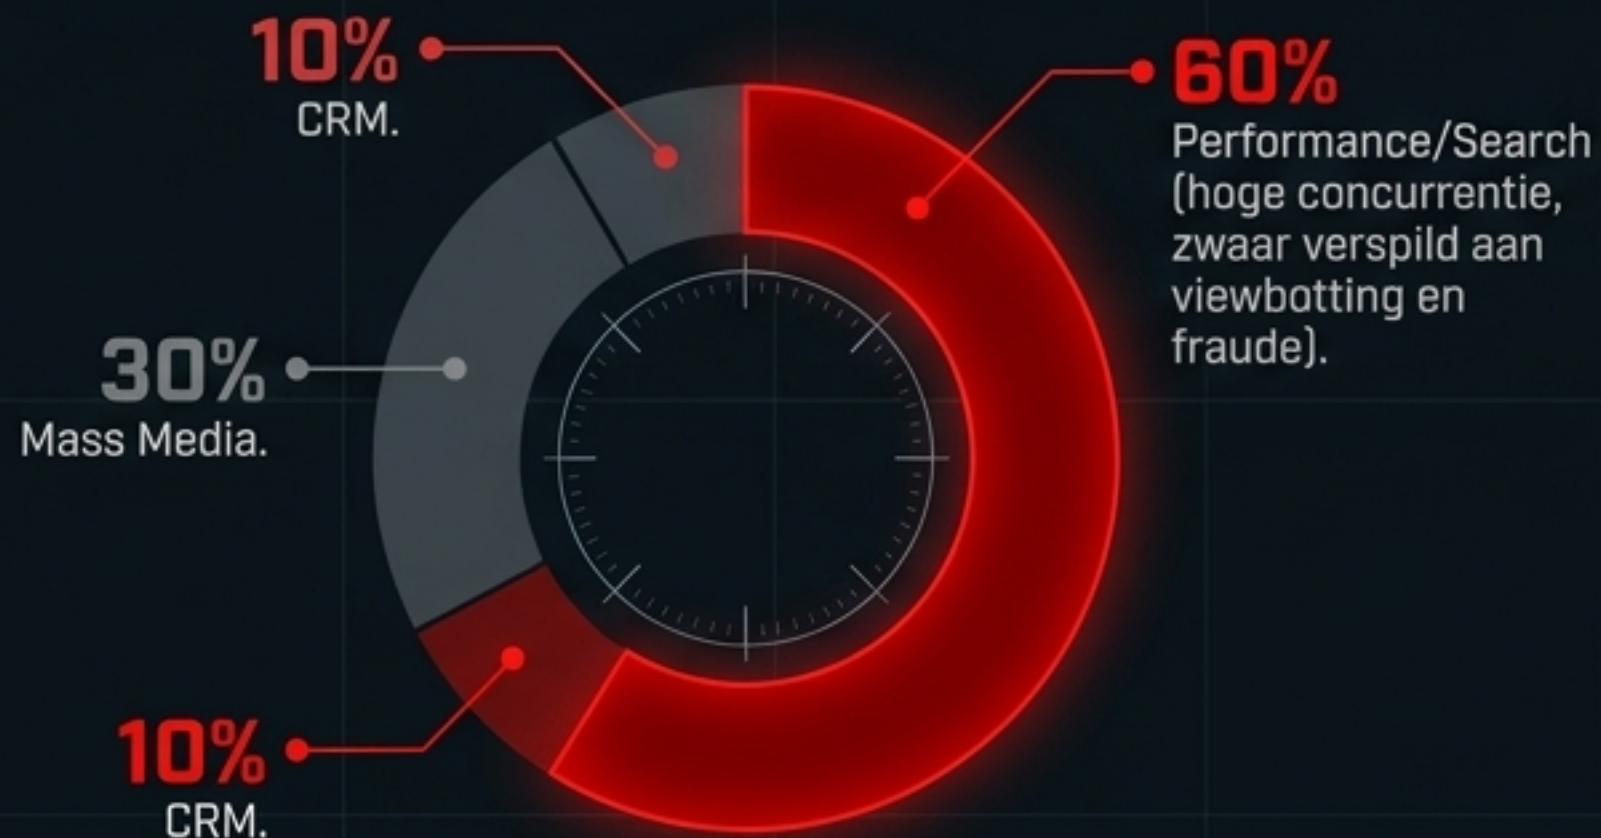 10%
CRM.
60%
Performance/Search
(hoge concurrentie,
zwaar verspild aan
viewbotting en
fraude).
30%
Mass Media.
10%
CRM.